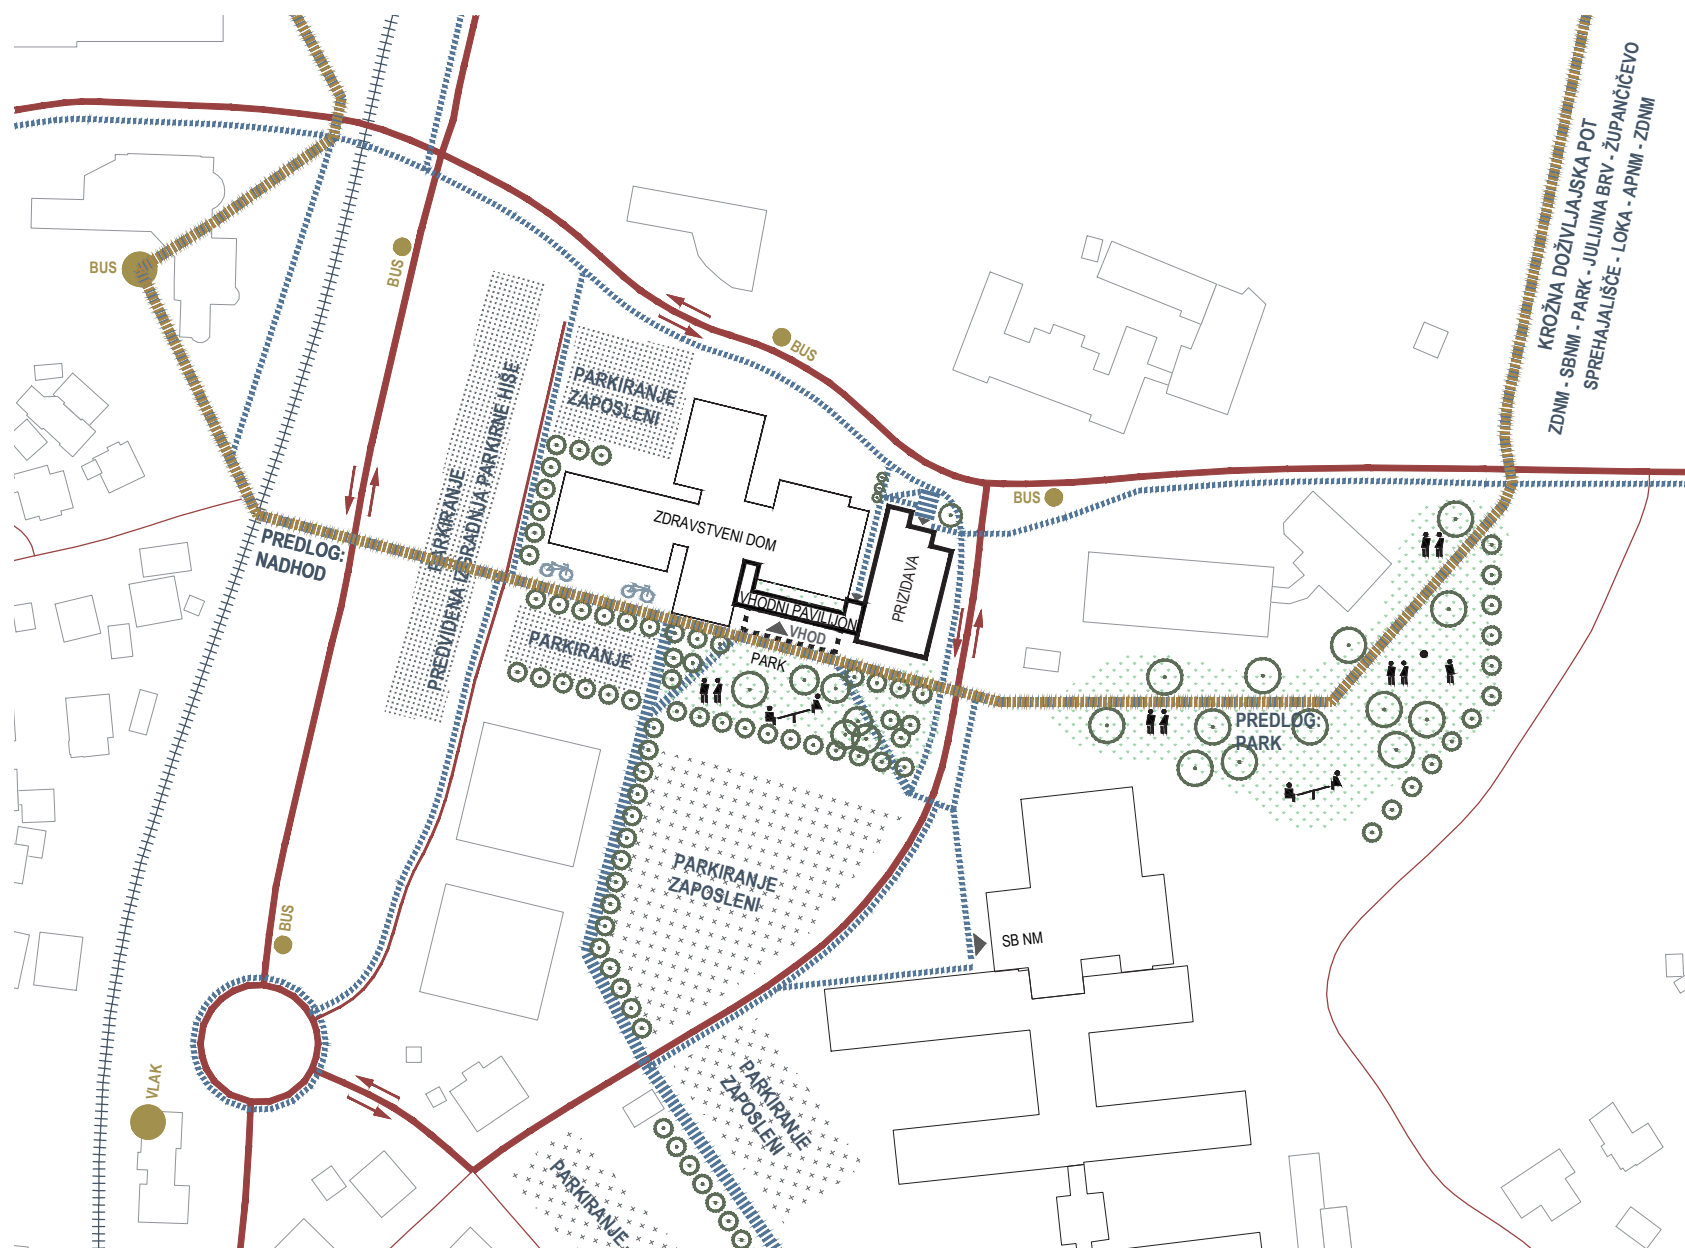 KROŽNA DOŽIVLJAJSKA POT
ZDNM - SBNM - PARK - JULIJINA BRV - ŽUPANČIČEVO
SPREHAJALIŠČE - LOKA - APNM - ZDNM
BUS
BUS
BUS
PARKIRANJE
ZAPOSLENI
PARKIRANJE
PREDVIDENA IZGRADNJA PARKIRNE HIŠE
BUS
PREDLOG:
NADHOD
ZDRAVSTVENI DOM
PRIZIDAVA
VHODNI PAVILJON
VHOD
PARKIRANJE
PARK
PREDLOG:
PARK
PARKIRANJE
ZAPOSLENI
BUS
SB NM
VLAK
PARKIRANJE
ZAPOSLENI
PARKIRANJE